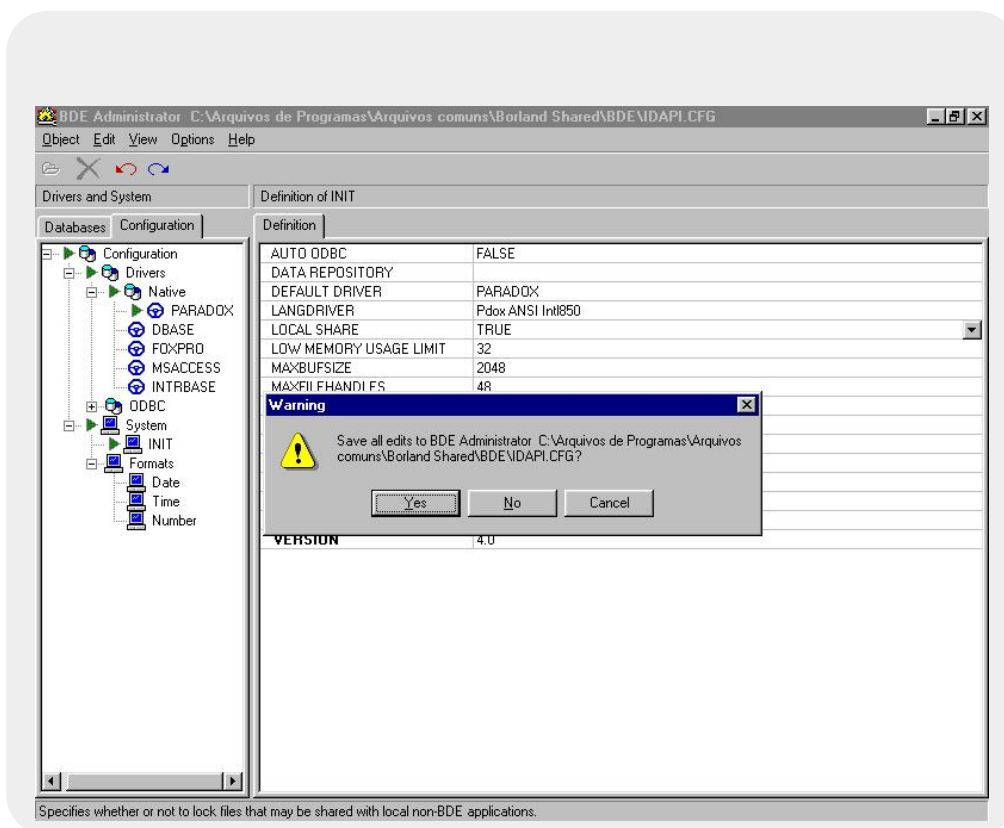 BDE Administrator C:\Arquivos de Programas\Arquivos comuns\Borland Shared\BDE\IDAPI.CFG
Object Edit View Options Help
Drivers and System
Definition of INIT
Databases
Configuration
Definition
Configuration
Drivers
Native
PARADOX
DBASE
FOXPRO
MSACCESS
INTRBASE
ODBC
System
INIT
Formats
Date
Time
Number
AUTO ODBC FALSE
DATA REPOSITORY
DEFAULT DRIVER PARADOX
LANGDRIVER Pdox ANSI Intl850
LOCAL SHARE TRUE
LOW MEMORY USAGE LIMIT 32
MAXBUFSIZE 2048
MAXFILEHANDLES 48
Warning
Save all edits to BDE Administrator C:\Arquivos de Programas\Arquivos
comuns\Borland Shared\BDE\IDAPI.CFG?
Yes No Cancel
VERSION 4.0
Specifies whether or not to lock files that may be shared with local non-BDE applications.